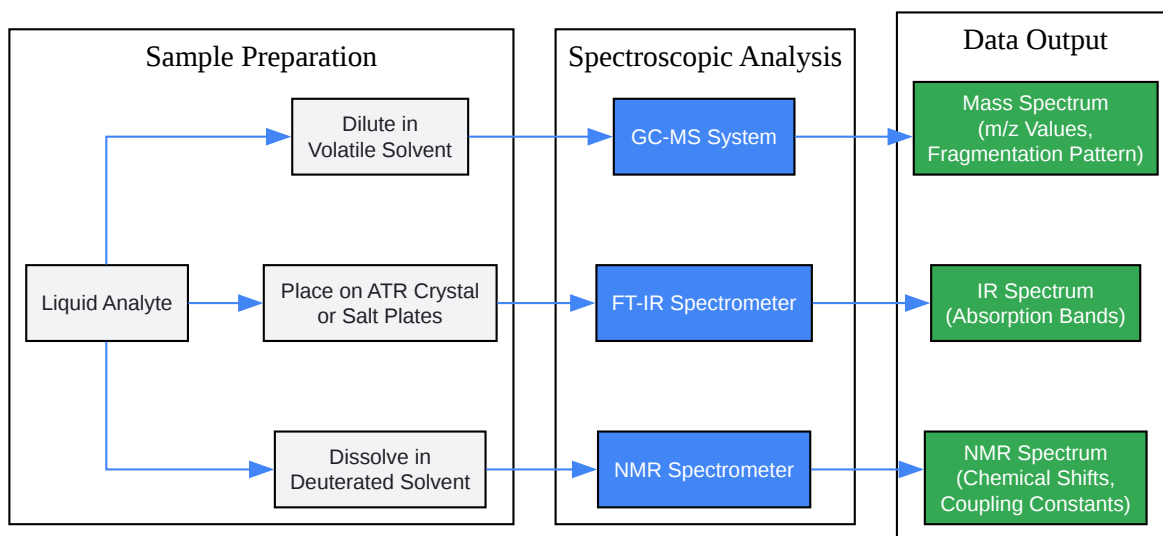 Sample Preparation
Spectroscopic Analysis
Data Output
Dilute in
Volatile Solvent
GC-MS System
Mass Spectrum
(m/z Values,
Fragmentation Pattern)
Liquid Analyte
Place on ATR Crystal
or Salt Plates
FT-IR Spectrometer
IR Spectrum
(Absorption Bands)
Dissolve in
Deuterated Solvent
NMR Spectrometer
NMR Spectrum
(Chemical Shifts,
Coupling Constants)